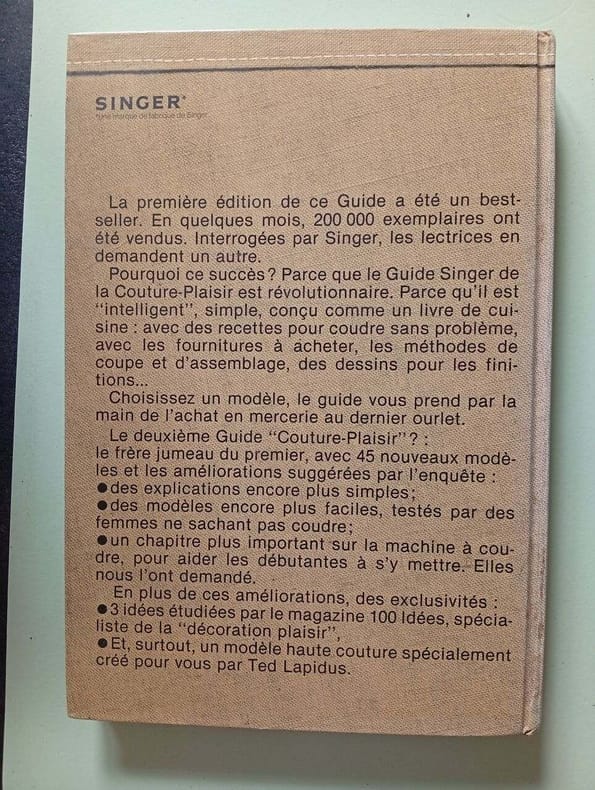 SINGER*
*Une marque de fabrique de Singer
La première édition de ce Guide a été un best-
seller. En quelques mois, 200 000 exemplaires ont
été vendus. Interrogées par Singer, les lectrices en
demandent un autre.
Pourquoi ce succès ? Parce que le Guide Singer de
la Couture-Plaisir est révolutionnaire. Parce qu'il est
"intelligent", simple, conçu comme un livre de cui-
sine : avec des recettes pour coudre sans problème,
avec les fournitures à acheter, les méthodes de
coupe et d'assemblage, des dessins pour les fini-
tions...
Choisissez un modèle, le guide vous prend par la
main de l'achat en mercerie au dernier ourlet.
Le deuxième Guide "Couture-Plaisir" ? :
le frère jumeau du premier, avec 45 nouveaux modè-
les et les améliorations suggérées par l'enquête :
● des explications encore plus simples;
● des modèles encore plus faciles, testés par des
femmes ne sachant pas coudre;
● un chapitre plus important sur la machine à cou-
dre, pour aider les débutantes à s'y mettre. Elles
nous l'ont demandé.
En plus de ces améliorations, des exclusivités :
● 3 idées étudiées par le magazine 100 Idées, spécia-
liste de la "décoration plaisir",
● Et, surtout, un modèle haute couture spécialement
créé pour vous par Ted Lapidus.